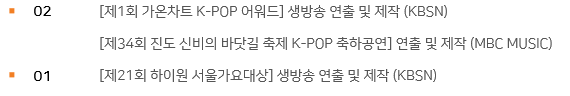 02 [제1회 가온차트 K-POP 어워드] 생방송 연출 및 제작 (KBSN)
[제34회 진도 신비의 바닷길 축제 K-POP 축하공연] 연출 및 제작 (MBC MUSIC)
01 [제21회 하이원 서울가요대상] 생방송 연출 및 제작 (KBSN)